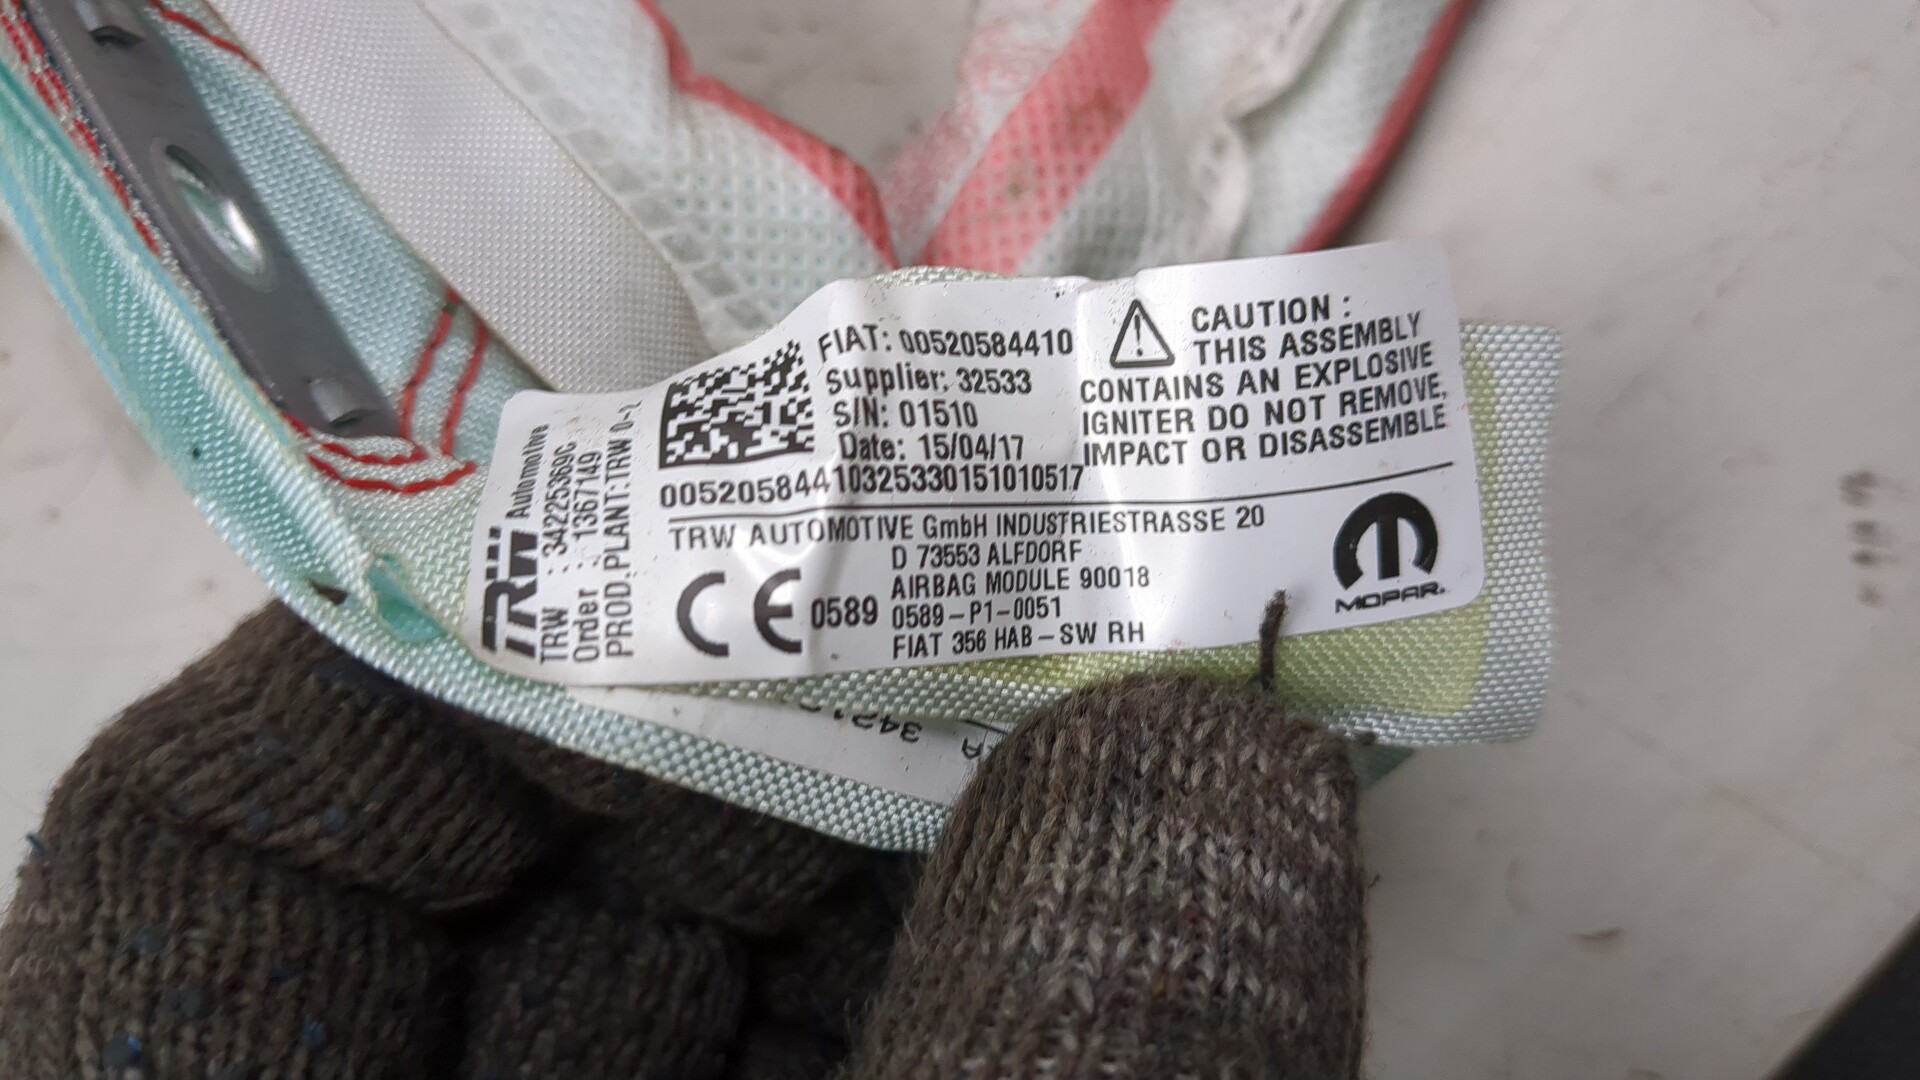 TRW Automotive
TRW : 34225369C
Order : 1367149
PROD.PLANT:TRW 0-2
FIAT: 00520584410
Supplier: 32533
S/N: 01510
Date: 15/04/17
00520584410325330151010517
CAUTION :
THIS ASSEMBLY
CONTAINS AN EXPLOSIVE
IGNITER DO NOT REMOVE,
IMPACT OR DISASSEMBLE
TRW AUTOMOTIVE GmbH INDUSTRIESTRASSE 20
D 73553 ALFDORF
AIRBAG MODULE 90018
CE 0589 0589-P1-0051
FIAT 356 HAB-SW RH
MOPAR.